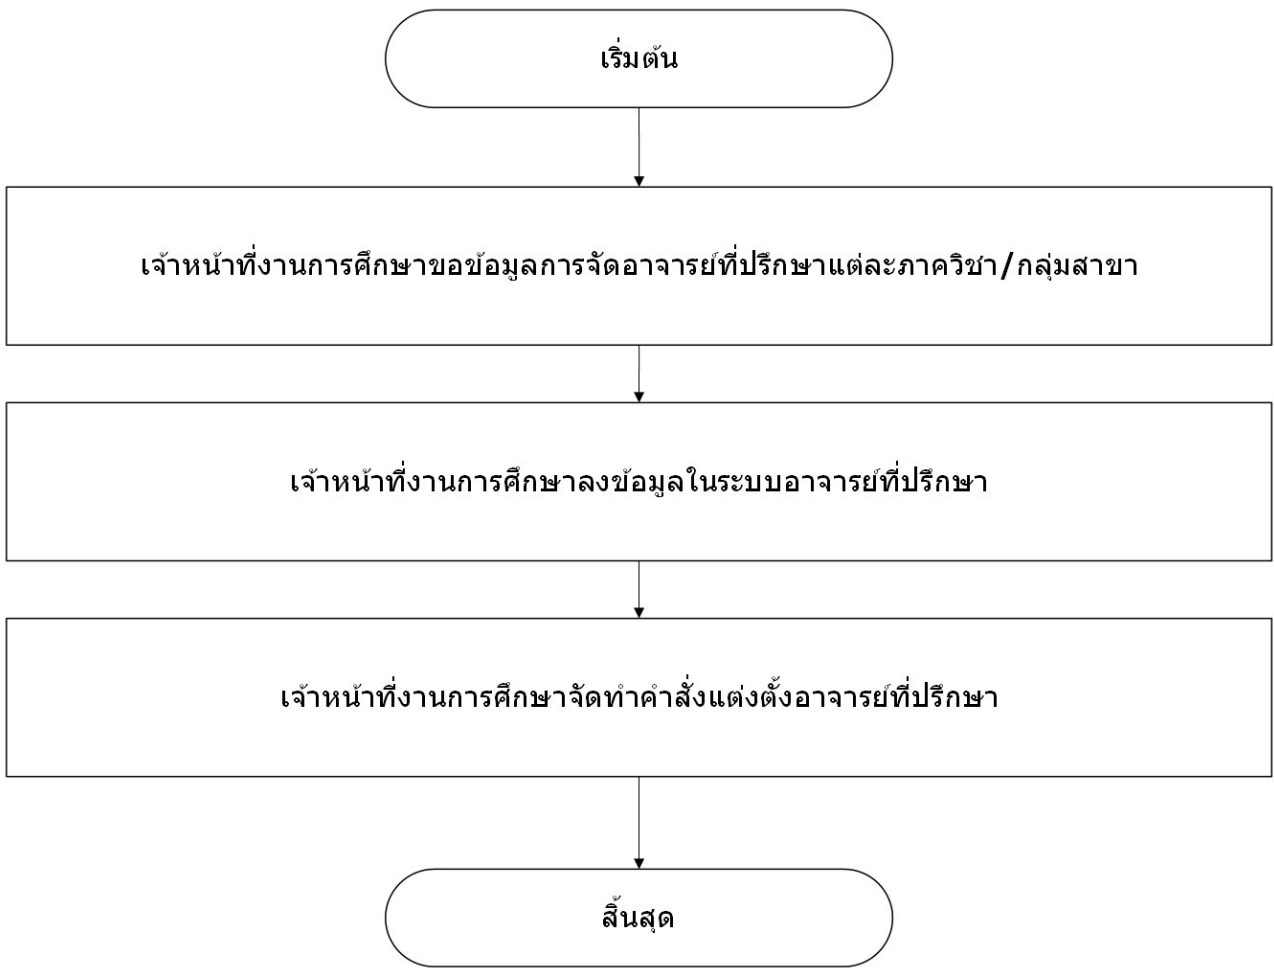 เริ่มต้น
เจ้าหน้าที่งานการศึกษาขอข้อมูลการจัดอาจารย์ที่ปรึกษาแต่ละภาควิชา/กลุ่มสาขา
เจ้าหน้าที่งานการศึกษาลงข้อมูลในระบบอาจารย์ที่ปรึกษา
เจ้าหน้าที่งานการศึกษาจัดทำคำสั่งแต่งตั้งอาจารย์ที่ปรึกษา
สิ้นสุด